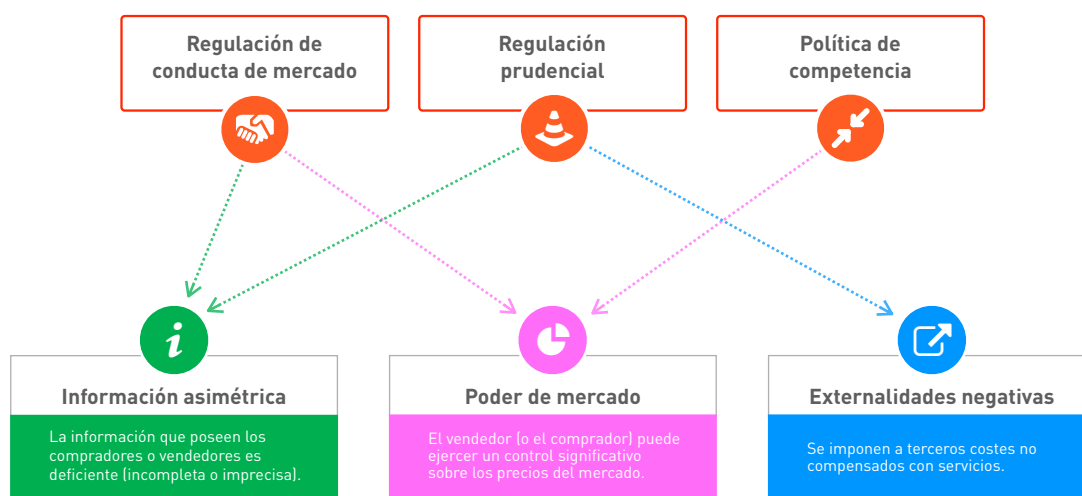 Regulación de
conducta de mercado
Regulación
prudencial
Política de
competencia
Información asimétrica
La información que poseen los
compradores o vendedores es
deficiente (incompleta o imprecisa).
Poder de mercado
El vendedor (o el comprador) puede
ejercer un control significativo
sobre los precios del mercado.
Externalidades negativas
Se imponen a terceros costes no
compensados con servicios.